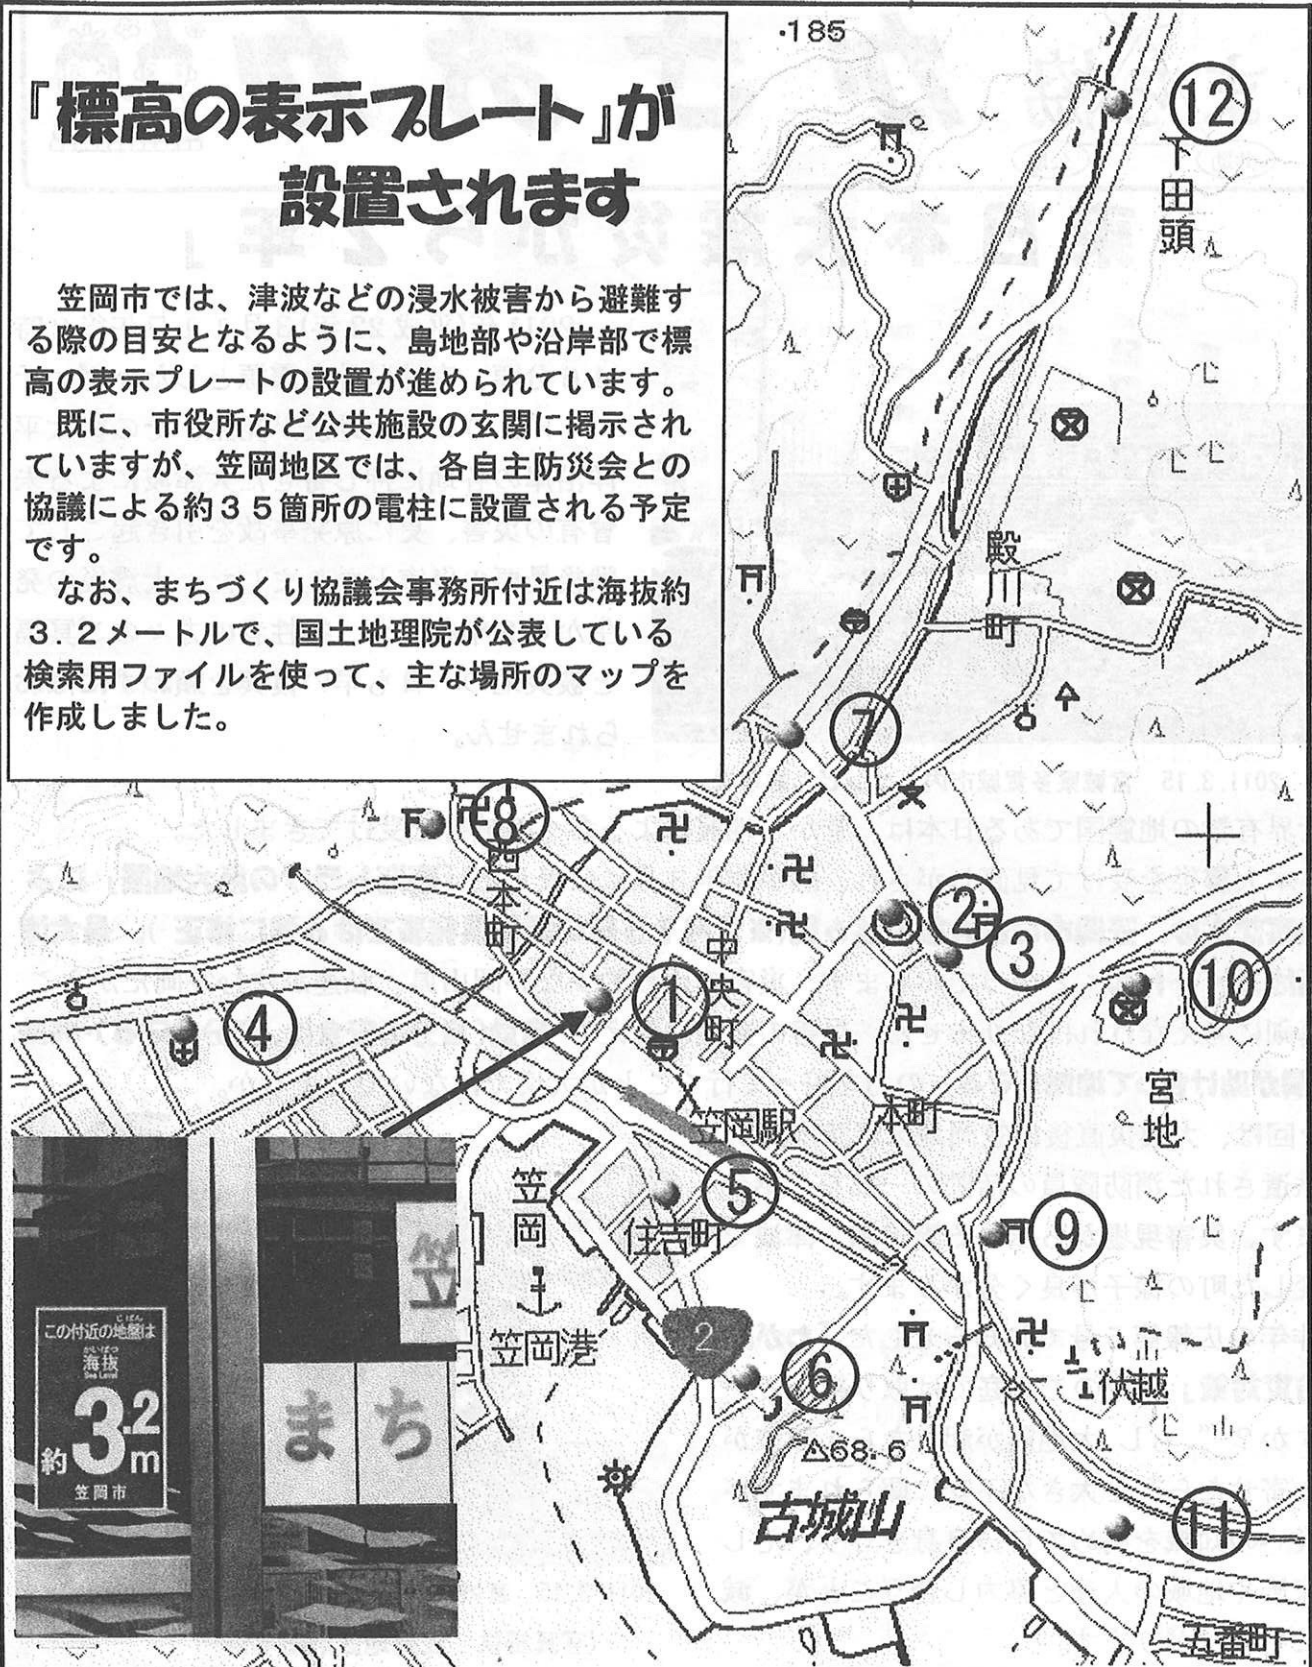 『標高の表示プレート』が
設置されます
笠岡市では、津波などの浸水被害から避難す
る際の目安となるように、島地部や沿岸部で標
高の表示プレートの設置が進められています。
既に、市役所など公共施設の玄関に掲示され
ていますが、笠岡地区では、各自主防災会との
協議による約35箇所の電柱に設置される予定
です。
なお、まちづくり協議会事務所付近は海抜約
3.2メートルで、国土地理院が公表している
検索用ファイルを使って、主な場所のマップを
作成しました。
・185
⑫
下田頭
殿川町
⑦
⑧
西本町
②
③
中央町
①
④
⑩
宮地
笠岡駅
本町
⑤
笠岡
住吉町
⑨
笠岡港
2
⑥
伏越
△68.6
古城山
⑪
五番町
この付近の地盤は
じばん
かいばつ
海抜
Sea Level
約3.2m
笠岡市
笠
まち